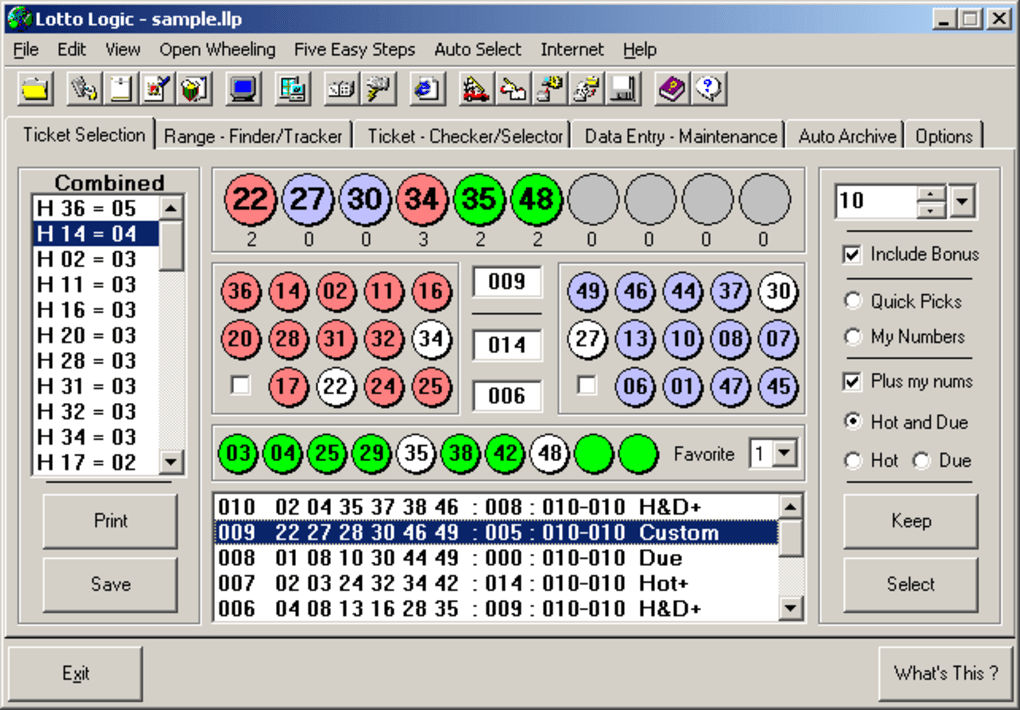 Lotto Logic - sample.llp
File Edit View Open Wheeling Five Easy Steps Auto Select Internet Help
Ticket Selection Range - Finder/Tracker Ticket - Checker/Selector Data Entry - Maintenance Auto Archive Options
Combined
H 36 = 05
H 14 = 04
H 02 = 03
H 11 = 03
H 16 = 03
H 20 = 03
H 28 = 03
H 31 = 03
H 32 = 03
H 34 = 03
H 17 = 02
Print
Save
22 27 30 34 35 48
2 0 0 3 2 2 0 0 0 0
36 14 02 11 16
20 28 31 32 34
17 22 24 25
009
014
006
49 46 44 37 30
27 13 10 08 07
06 01 47 45
03 04 25 29 35 38 42 48 Favorite 1
010 02 04 35 37 38 46 : 008 : 010-010 H&D+
009 22 27 28 30 46 49 : 005 : 010-010 Custom
008 01 08 10 30 44 49 : 000 : 010-010 Due
007 02 03 24 32 34 42 : 014 : 010-010 Hot+
006 04 08 13 16 28 35 : 009 : 010-010 H&D+
10
Include Bonus
Quick Picks
My Numbers
Plus my nums
Hot and Due
Hot Due
Keep
Select
Exit
What's This ?